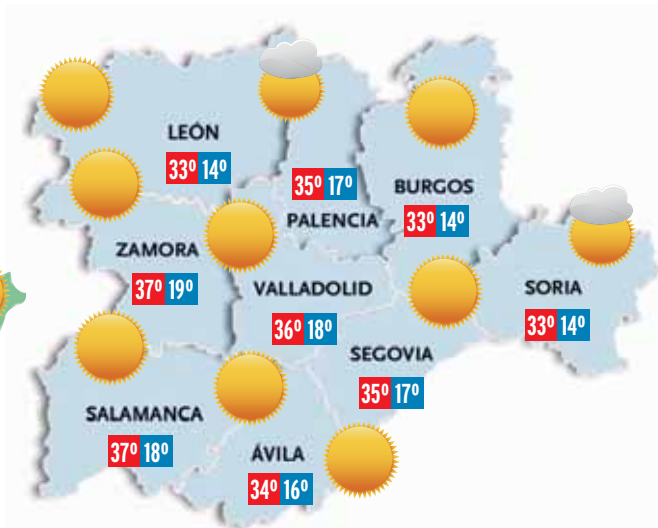 LEÓN
33º 14º
35º 17º
PALENCIA
BURGOS
33º 14º
ZAMORA
37º 19º
VALLADOLID
36º 18º
SORIA
33º 14º
SEGOVIA
35º 17º
SALAMANCA
37º 18º
ÁVILA
34º 16º